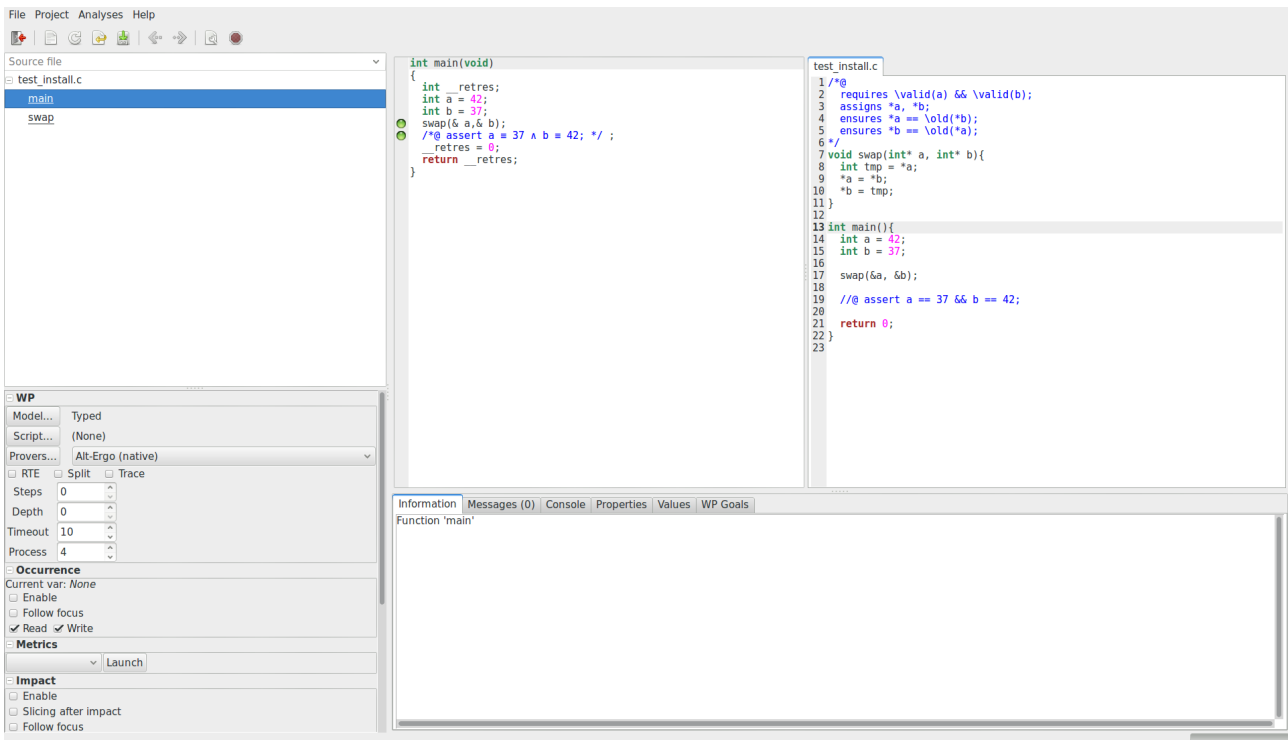 File Project Analyses Help
Source file
test_install.c
main
swap
WP
Model... Typed
Script... (None)
Provers... Alt-Ergo (native)
RTE Split Trace
Steps 0
Depth 0
Timeout 10
Process 4
Occurrence
Current var: None
Enable
Follow focus
Read Write
Metrics
Launch
Impact
Enable
Slicing after impact
Follow focus
int main(void)
{
int __retres;
int a = 42;
int b = 37;
swap(& a,& b);
/*@ assert a ≡ 37 ∧ b ≡ 42; */ ;
__retres = 0;
return __retres;
}
test_install.c
1 /*@
2 requires \valid(a) && \valid(b);
3 assigns *a, *b;
4 ensures *a == \old(*b);
5 ensures *b == \old(*a);
6 */
7 void swap(int* a, int* b){
8 int tmp = *a;
9 *a = *b;
10 *b = tmp;
11 }
12
13 int main(){
14 int a = 42;
15 int b = 37;
16
17 swap(&a, &b);
18
19 //@ assert a == 37 && b == 42;
20
21 return 0;
22 }
23
Information Messages (0) Console Properties Values WP Goals
Function 'main'